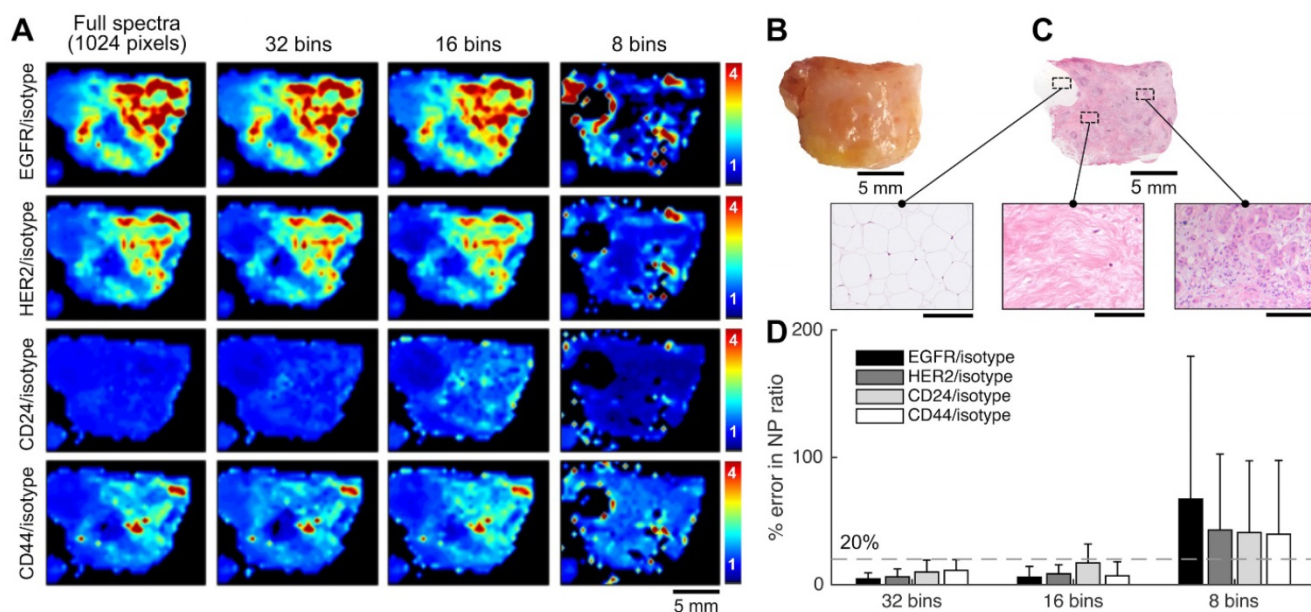 A
Full spectra
(1024 pixels)
32 bins
16 bins
8 bins
EGFR/isotype
4
1
HER2/isotype
4
1
CD24/isotype
4
1
CD44/isotype
4
1
5 mm
B
5 mm
C
5 mm
D
200
100
0
% error in NP ratio
EGFR/isotype
HER2/isotype
CD24/isotype
CD44/isotype
20%
32 bins
16 bins
8 bins